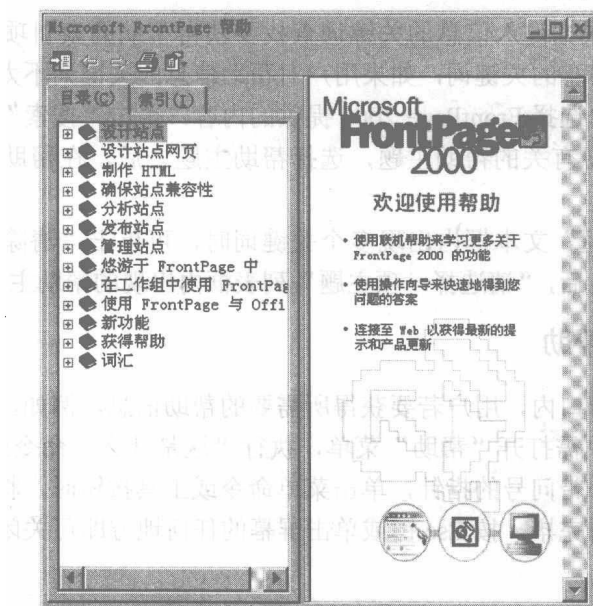 Microsoft FrontPage 帮助
目录(C) 索引(I)
设计站点
设计站点网页
制作 HTML
确保站点兼容性
分析站点
发布站点
管理站点
悠游于 FrontPage 中
在工作组中使用 FrontPag
使用 FrontPage 与 Offi
新功能
获得帮助
词汇
Microsoft
FrontPage
2000
欢迎使用帮助
• 使用联机帮助来学习更多关于
FrontPage 2000 的功能
• 使用操作向导来快速地得到您
问题的答案
• 连接至 Web 以获得最新的提
示和产品更新